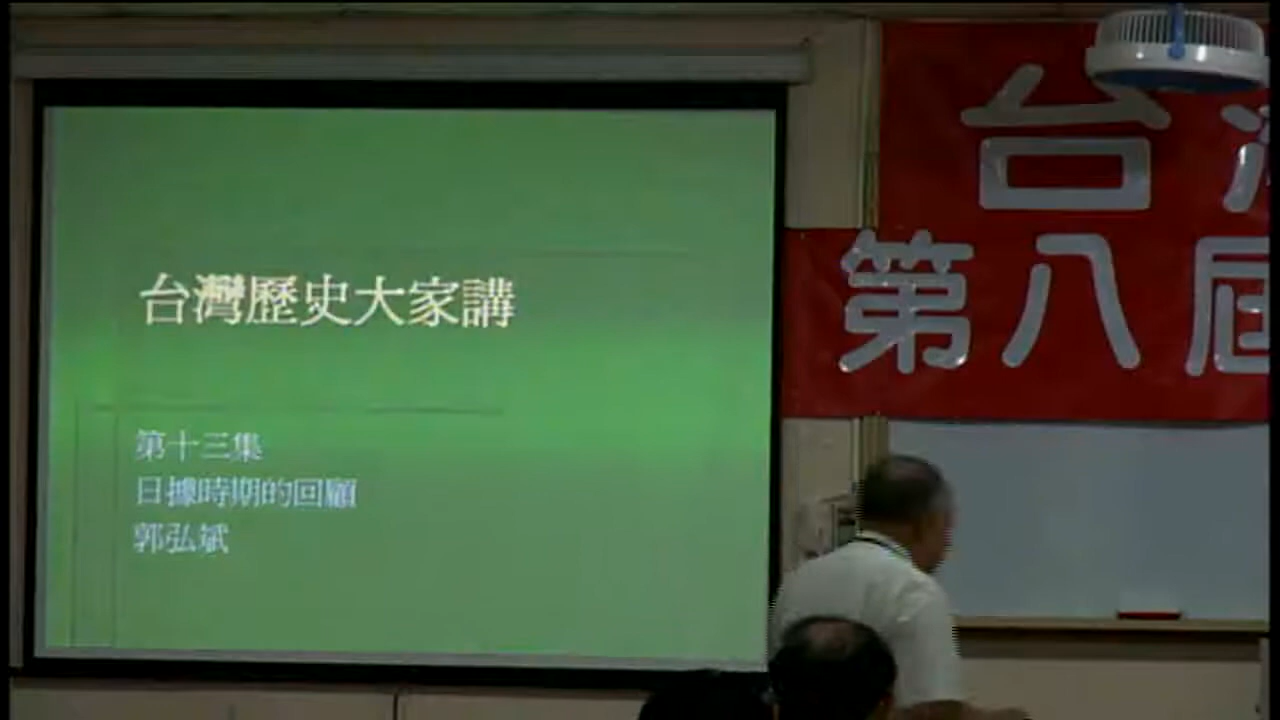 台灣歷史大家講
第十三集
日據時期的回顧
郭弘斌
台
第八屆